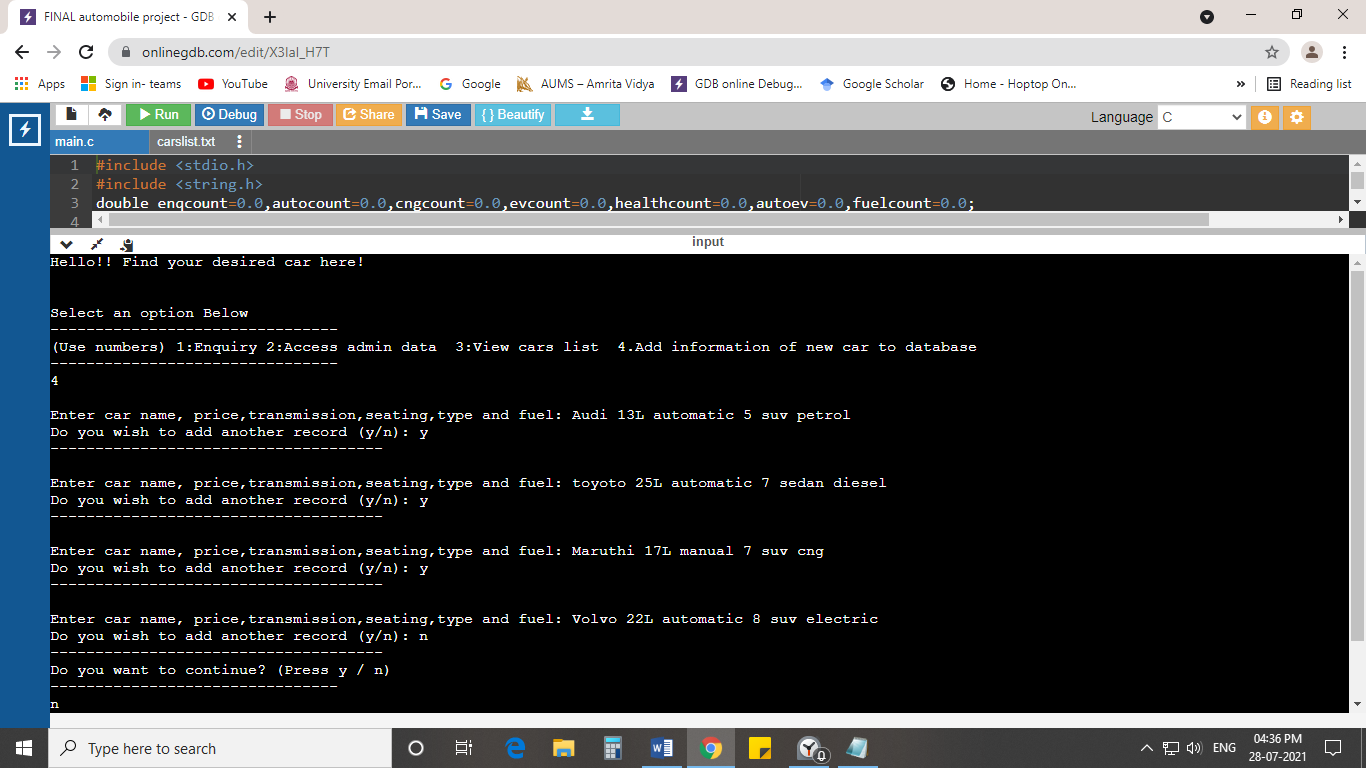 FINAL automobile project - GDB
onlinegdb.com/edit/X3IaI_H7T
Apps Sign in- teams YouTube University Email Por... Google AUMS – Amrita Vidya GDB online Debug... Google Scholar Home - Hoptop On... » Reading list
Run Debug Stop Share Save { } Beautify Language C
main.c carslist.txt
1 #include <stdio.h>
2 #include <string.h>
3 double enqcount=0.0,autocount=0.0,cngcount=0.0,evcount=0.0,healthcount=0.0,autoev=0.0,fuelcount=0.0;
4
input
Hello!! Find your desired car here!
Select an option Below
--------------------------------
(Use numbers) 1:Enquiry 2:Access admin data  3:View cars list  4.Add information of new car to database
--------------------------------
4
Enter car name, price,transmission,seating,type and fuel: Audi 13L automatic 5 suv petrol
Do you wish to add another record (y/n): y
-------------------------------------
Enter car name, price,transmission,seating,type and fuel: toyoto 25L automatic 7 sedan diesel
Do you wish to add another record (y/n): y
-------------------------------------
Enter car name, price,transmission,seating,type and fuel: Maruthi 17L manual 7 suv cng
Do you wish to add another record (y/n): y
-------------------------------------
Enter car name, price,transmission,seating,type and fuel: Volvo 22L automatic 8 suv electric
Do you wish to add another record (y/n): n
-------------------------------------
Do you want to continue? (Press y / n)
--------------------------------
n
Type here to search
ENG
04:36 PM
28-07-2021